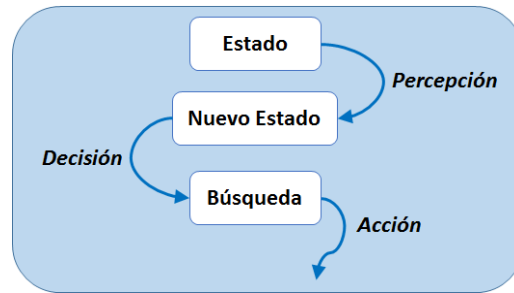 Estado
Percepción
Nuevo Estado
Decisión
Búsqueda
Acción